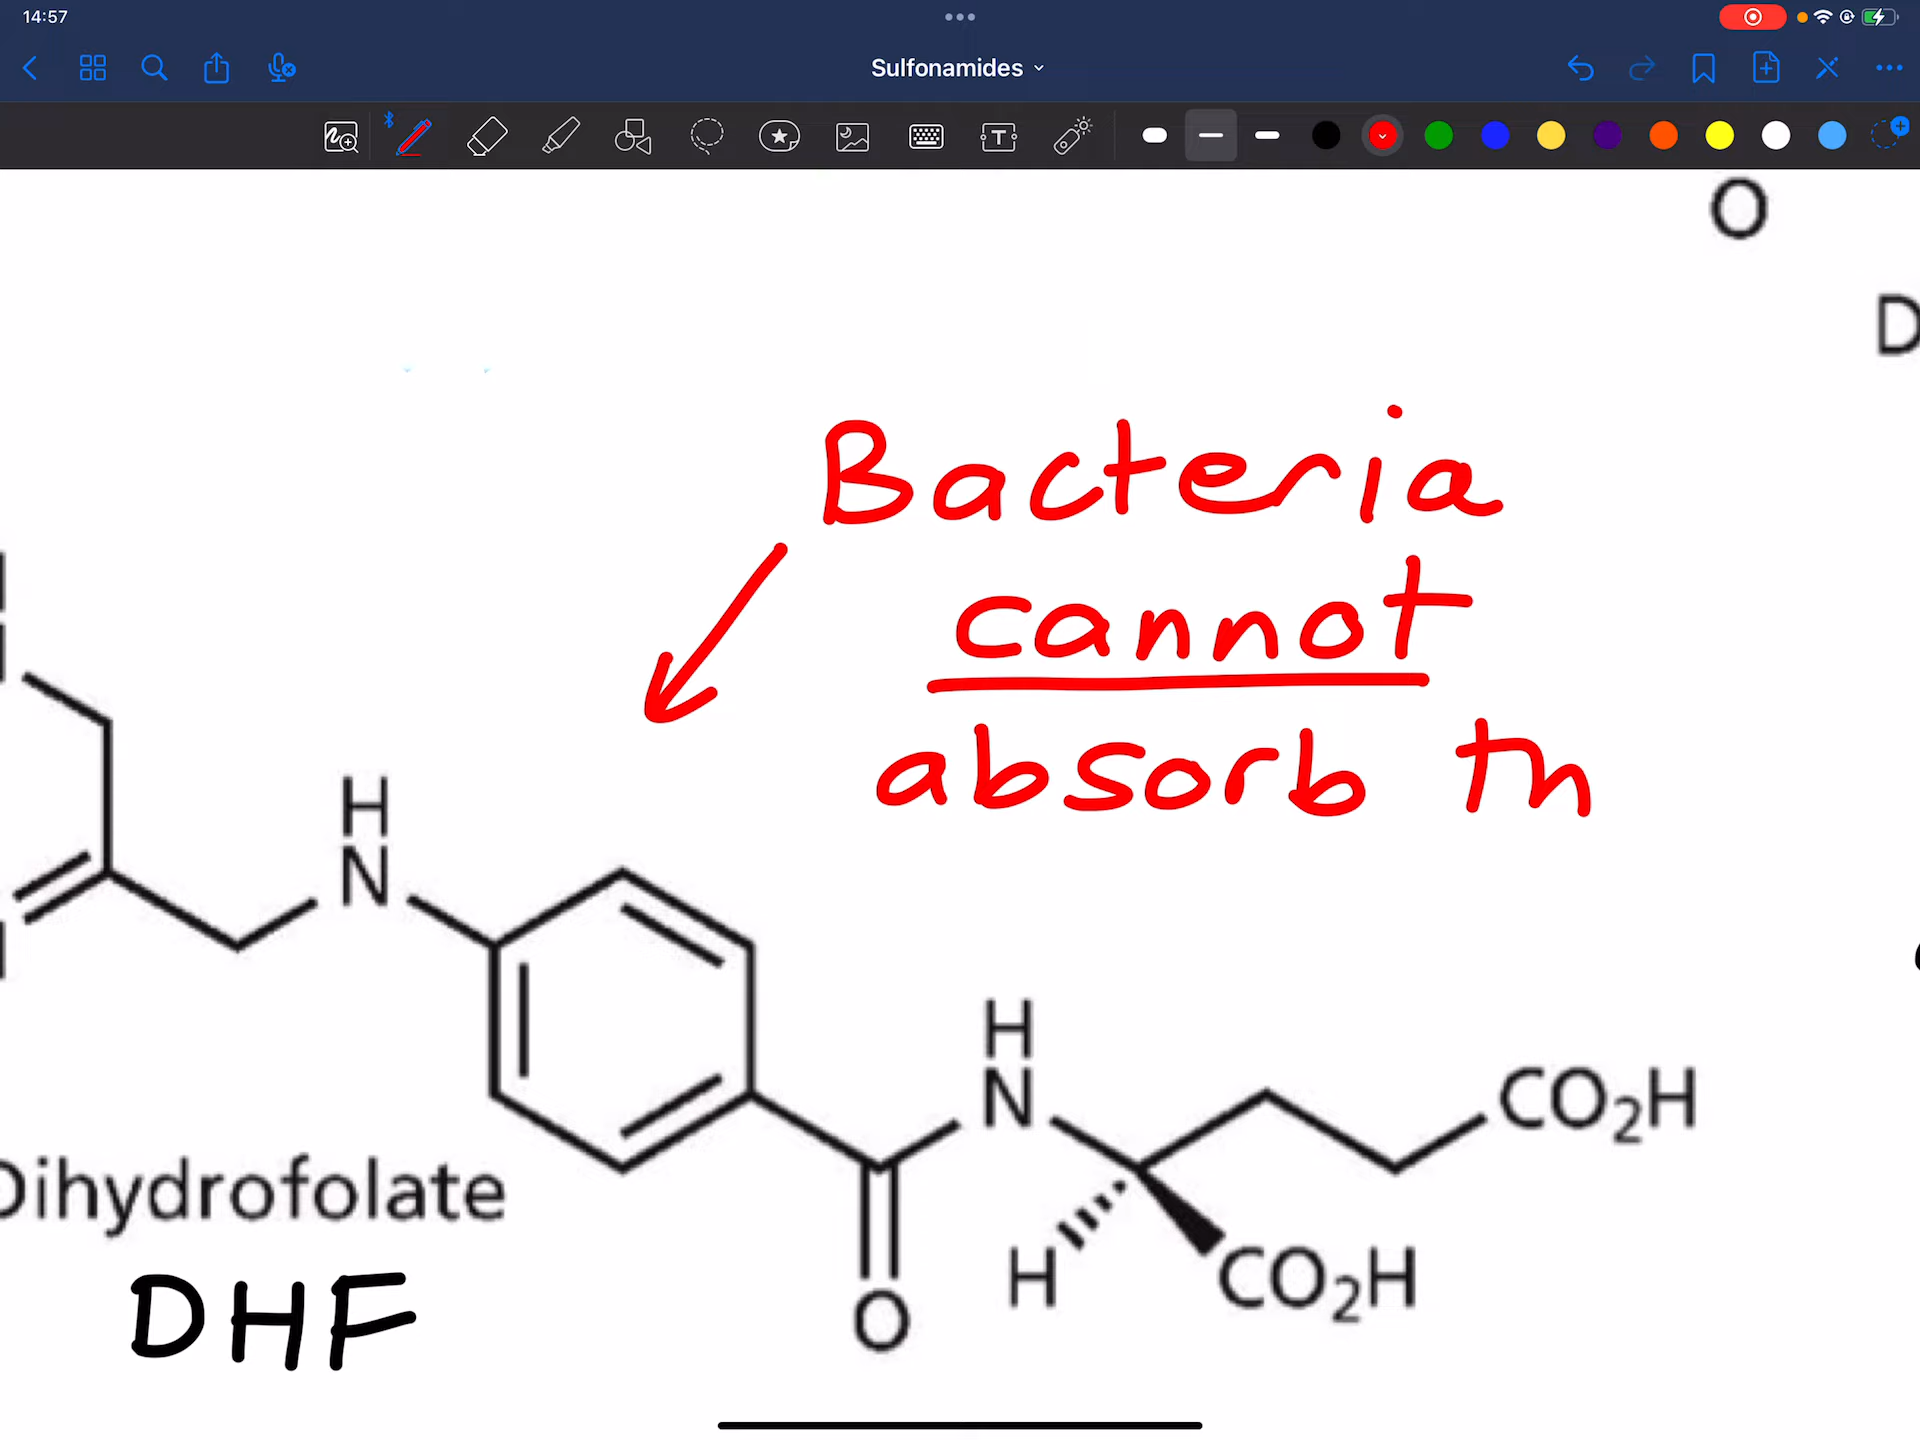 14:57
Sulfonamides
T
O
D
Bacteria
cannot
absorb th
H
N
H
N
CO₂H
Dihydrofolate
H
CO₂H
O
DHF